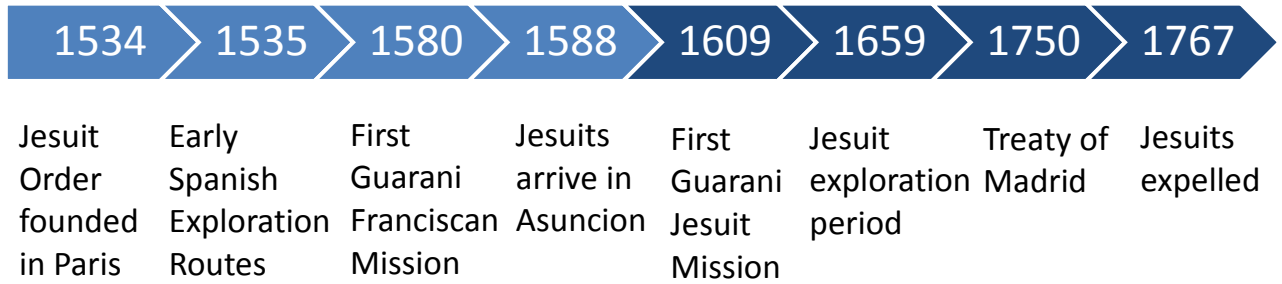 1534 1535 1580 1588 1609 1659 1750 1767
Jesuit
Order
founded
in Paris
Early
Spanish
Exploration
Routes
First
Guarani
Franciscan
Mission
Jesuits
arrive in
Asuncion
First
Guarani
Jesuit
Mission
Jesuit
exploration
period
Treaty of
Madrid
Jesuits
expelled